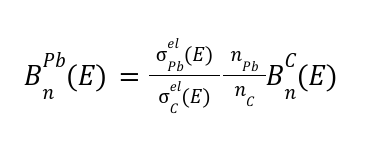 B_n^{Pb}(E) = \frac{σ_{Pb}^{el}(E)}{σ_C^{el}(E)} \frac{n_{Pb}}{n_C} B_n^C(E)